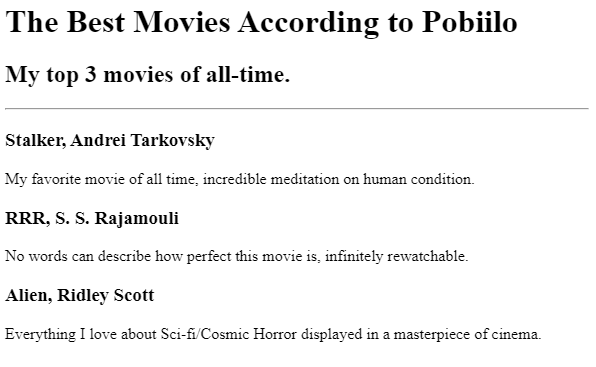 The Best Movies According to Pobiilo
My top 3 movies of all-time.
Stalker, Andrei Tarkovsky
My favorite movie of all time, incredible meditation on human condition.
RRR, S. S. Rajamouli
No words can describe how perfect this movie is, infinitely rewatchable.
Alien, Ridley Scott
Everything I love about Sci-fi/Cosmic Horror displayed in a masterpiece of cinema.